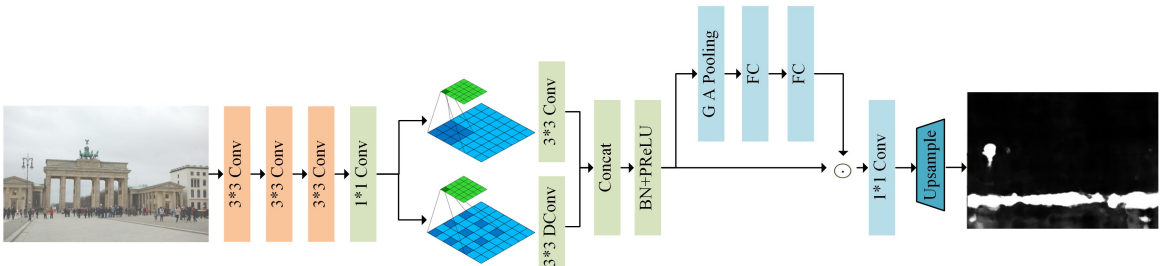 3*3 Conv
3*3 Conv
3*3 Conv
1*1 Conv
3*3 Conv
3*3 DConv
Concat
BN+PReLU
G A Pooling
FC
FC
1*1 Conv
Upsample